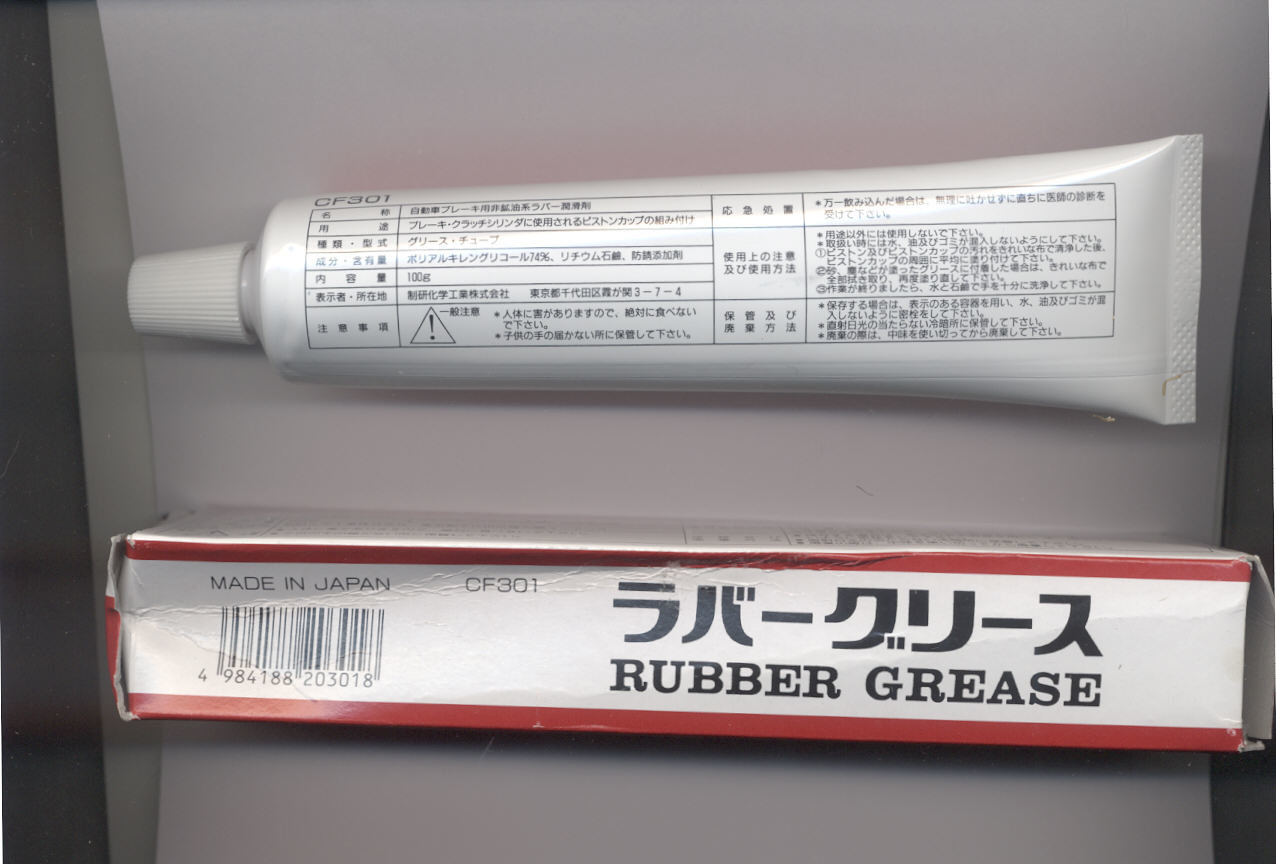 CF301
名称 自動車ブレーキ用非鉱油系ラバー潤滑剤
用途 ブレーキ・クラッチシリンダに使用されるピストンカップの組み付け
種類・型式 グリース・チューブ
成分・含有量 ポリアルキレングリコール74%、リチウム石鹸、防錆添加剤
内容量 100g
表示者・所在地 制研化学工業株式会社 東京都千代田区霞が関3-7-4
注意事項 一般注意 *人体に害がありますので、絶対に食べない
で下さい。
*子供の手の届かない所に保管して下さい。
応急処置 *万一飲み込んだ場合は、無理に吐かせずに直ちに医師の診断を
受けて下さい。
使用上の注意
及び使用方法
*用途以外には使用しないで下さい。
*取扱い時には水、油及びゴミが混入しないようにして下さい。
①ピストン及びピストンカップの汚れをきれいな布で清浄した後、
ピストンカップの周囲に平均に塗り付けて下さい。
②砂、塵などが塗ったグリースに付着した場合は、きれいな布で
全部拭き取り、再度塗り直して下さい。
③作業が終りましたら、水と石鹸で手を十分に洗浄して下さい。
保管及び
廃棄方法
*保存する場合は、表示のある容器を用い、水、油及びゴミが混
入しないように密栓をして下さい。
*直射日光の当たらない冷暗所に保管して下さい。
*廃棄の際は、中味を使い切ってから廃棄して下さい。
MADE IN JAPAN CF301
4 984188 203018
ラバーグリース
RUBBER GREASE